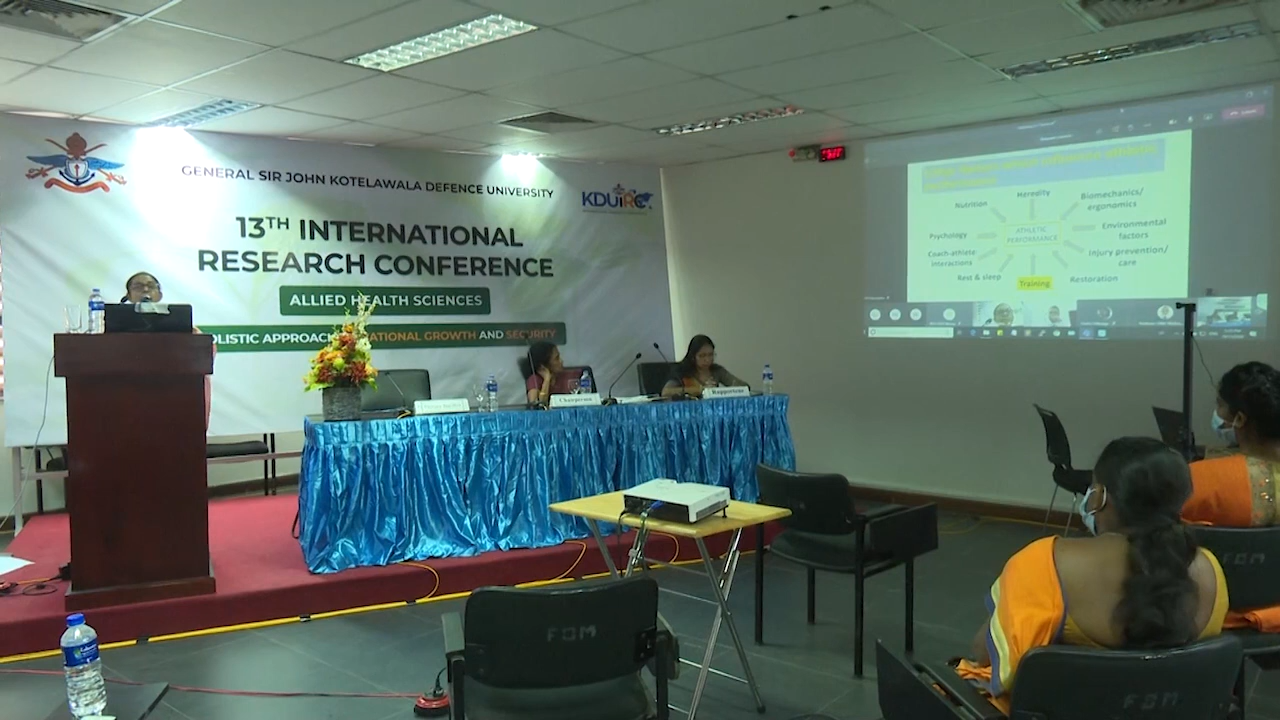 GENERAL SIR JOHN KOTELAWALA DEFENCE UNIVERSITY
KDUIRC
13TH INTERNATIONAL
RESEARCH CONFERENCE
ALLIED HEALTH SCIENCES
OLISTIC APPROACH NATIONAL GROWTH AND SECURITY
Heredity
Nutrition
Biomechanics/
ergonomics
Psychology
ATHLETIC
PERFORMANCE
Environmental
factors
Coach-athlete
interactions
Injury prevention/
care
Rest & sleep
Training
Restoration
Chairperson
Rapporteur
FOM
FOM
FOM